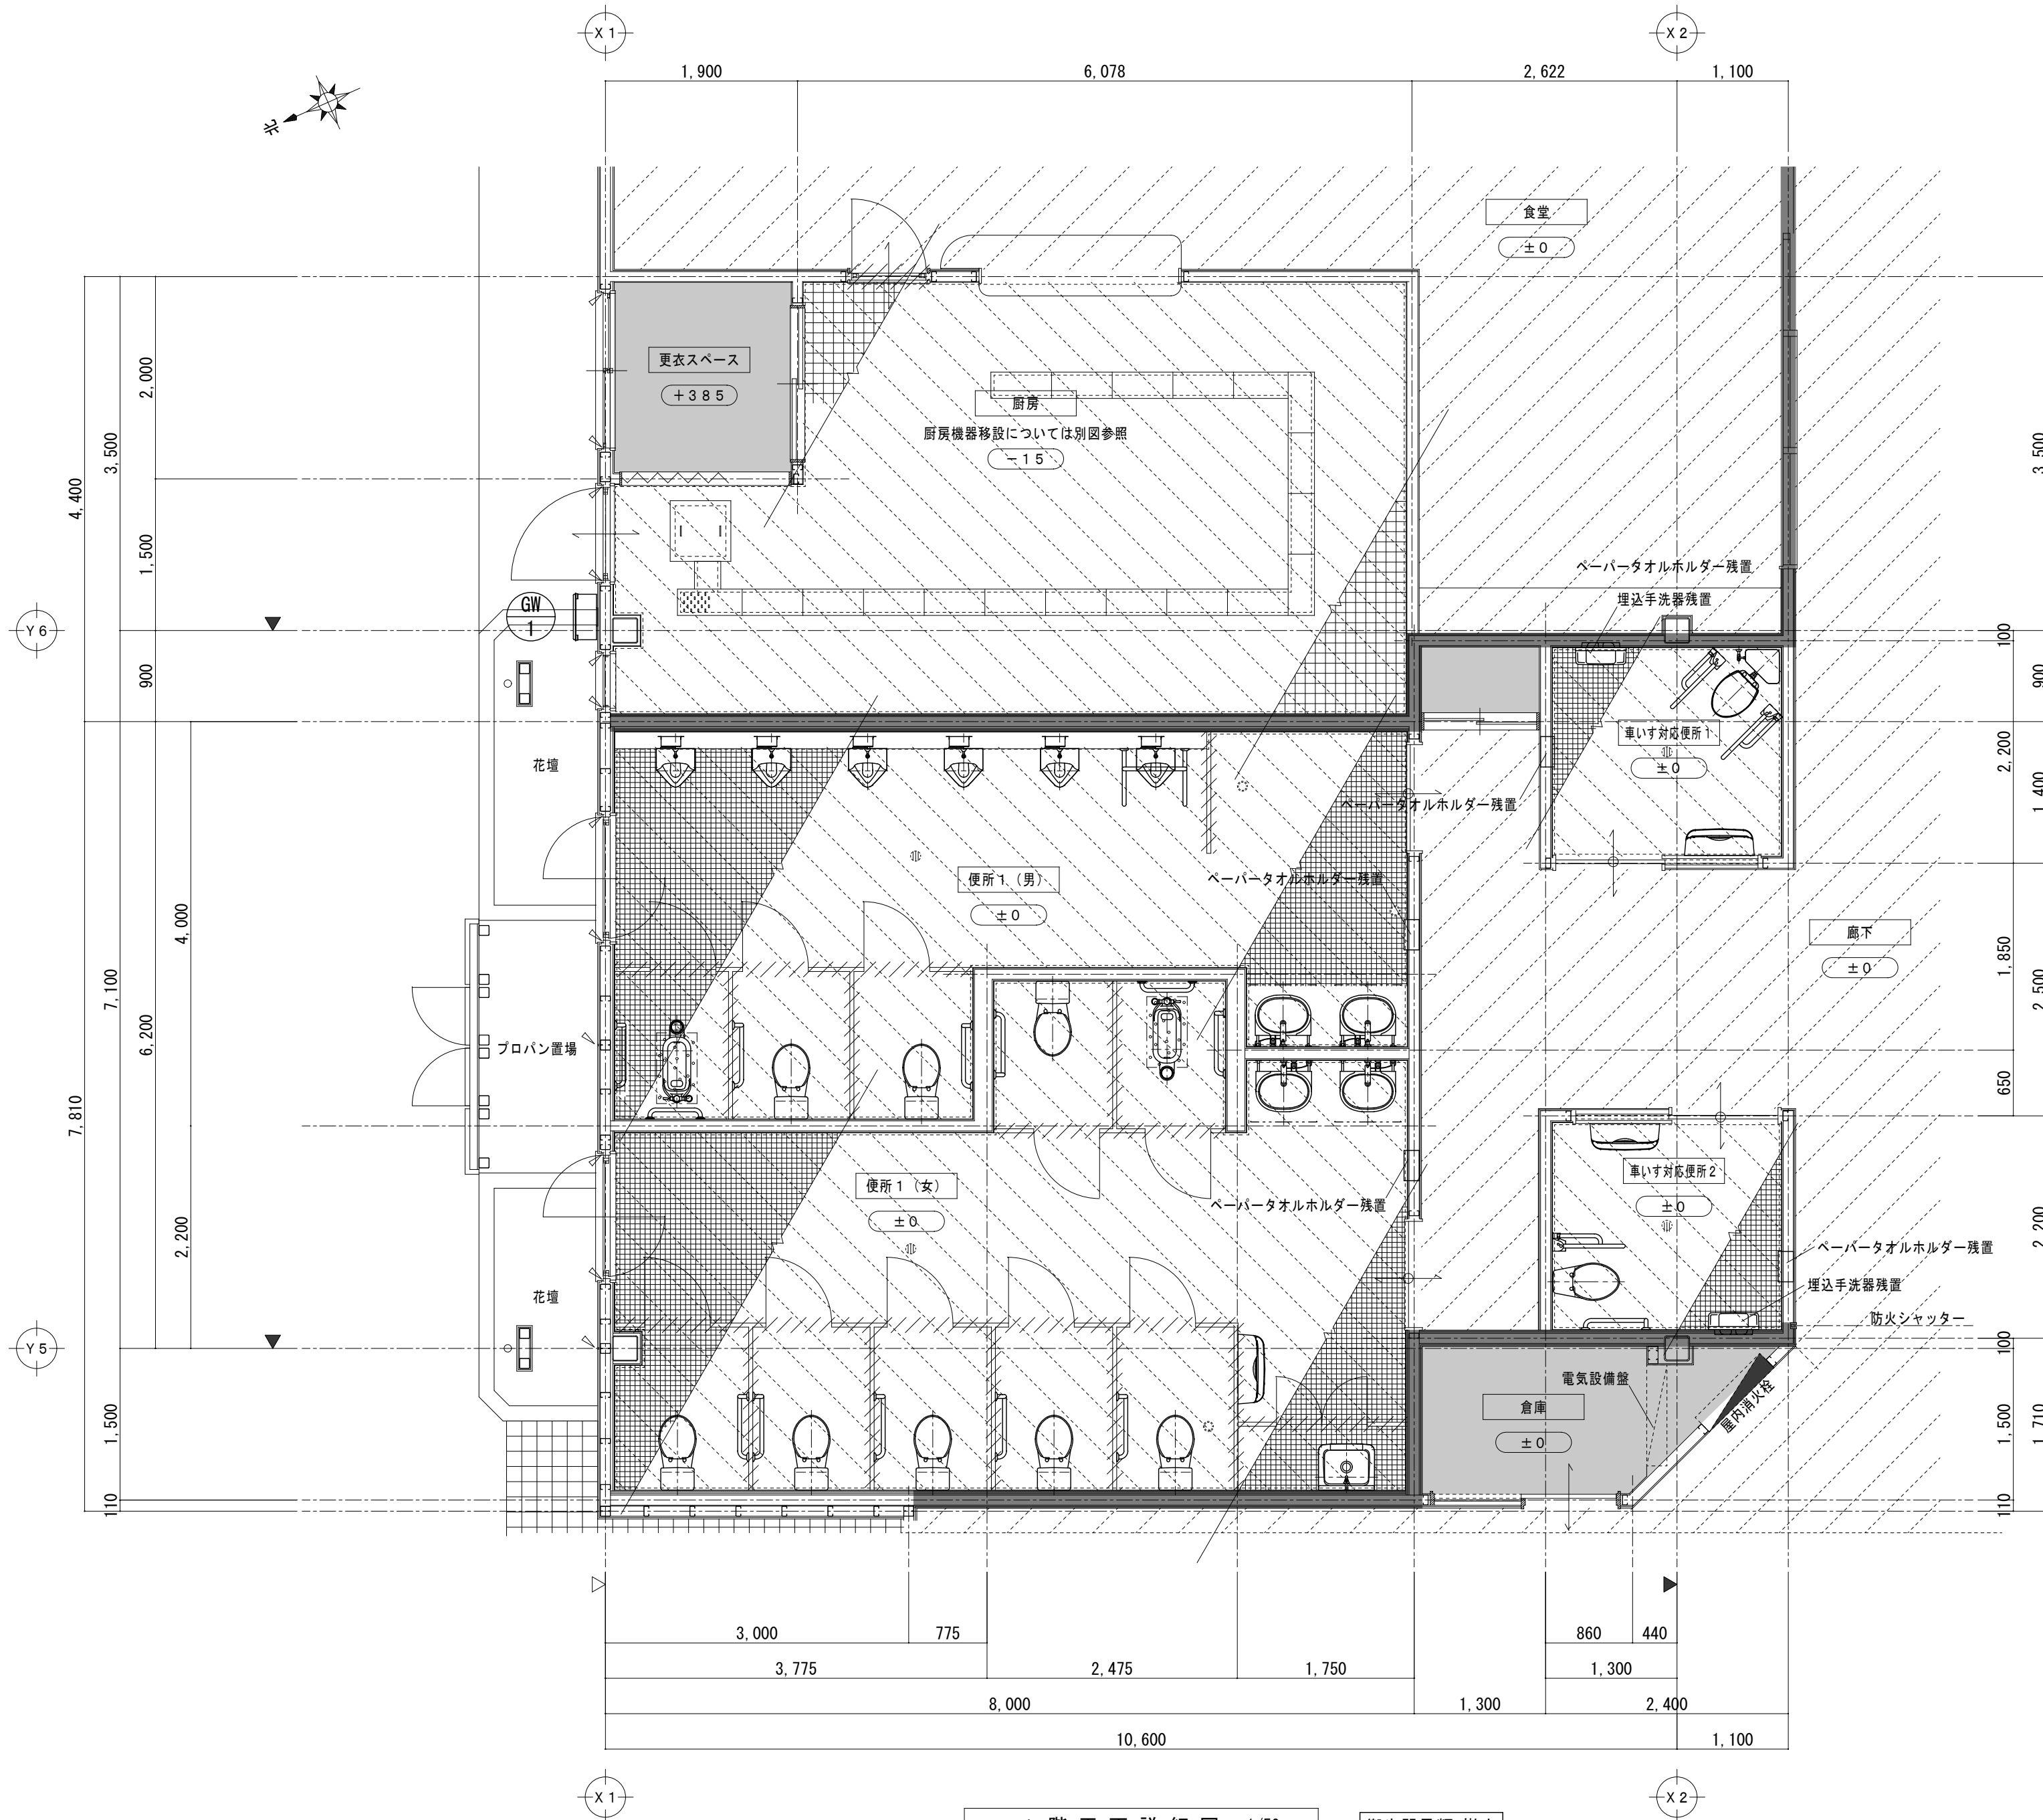 X1
X2
1,900
6,078
2,622
1,100
北
食堂
±0
更衣スペース
+385
厨房
厨房機器移設については別図参照
-15
2,000
3,500
4,400
1,500
3,500
ペーパータオルホルダー残置
埋込手洗器残置
GW
1
Y6
900
100
900
花壇
車いす対応便所1
±0
2,200
1,400
ペーパータオルホルダー残置
便所1(男)
±0
ペーパータオルホルダー残置
4,000
廊下
±0
7,100
6,200
1,850
2,500
プロパン置場
650
7,810
便所1(女)
±0
ペーパータオルホルダー残置
車いす対応便所2
±0
2,200
2,200
ペーパータオルホルダー残置
埋込手洗器残置
花壇
防火シャッター
Y5
100
電気設備盤
倉庫
±0
屋内消火栓
1,500
1,500
1,710
110
110
3,000
775
860
440
3,775
2,475
1,750
1,300
8,000
1,300
2,400
10,600
1,100
X1
X2